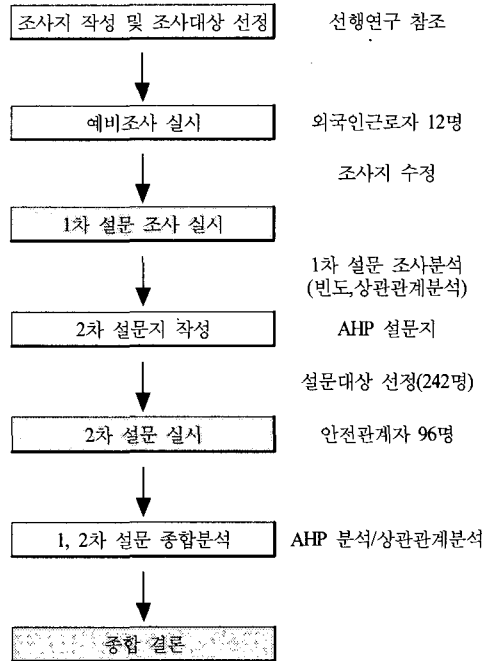 조사지 작성 및 조사대상 선정 선행연구 참조
예비조사 실시 외국인근로자 12명
조사지 수정
1차 설문 조사 실시
1차 설문 조사분석
(빈도,상관관계분석)
2차 설문지 작성 AHP 설문지
설문대상 선정(242명)
2차 설문 실시 안전관계자 96명
1, 2차 설문 종합분석 AHP 분석/상관관계분석
종합 결론